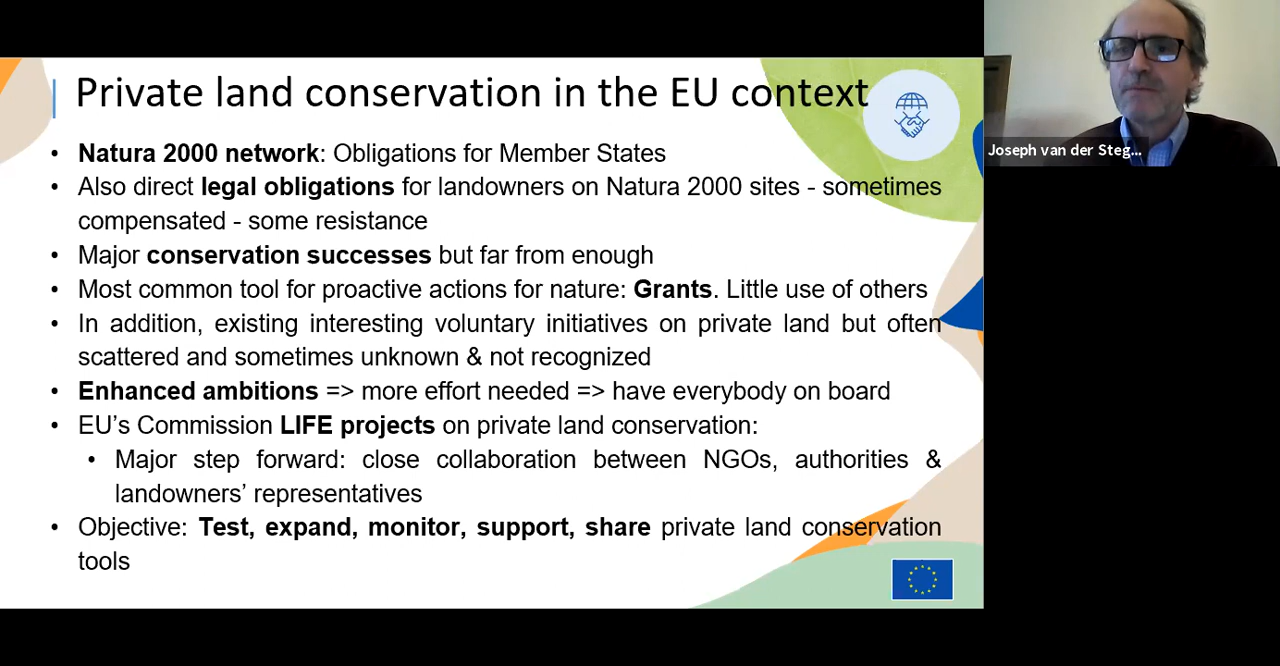 Private land conservation in the EU context
• Natura 2000 network: Obligations for Member States
• Also direct legal obligations for landowners on Natura 2000 sites - sometimes
compensated - some resistance
• Major conservation successes but far from enough
• Most common tool for proactive actions for nature: Grants. Little use of others
• In addition, existing interesting voluntary initiatives on private land but often
scattered and sometimes unknown & not recognized
• Enhanced ambitions => more effort needed => have everybody on board
• EU’s Commission LIFE projects on private land conservation:
• Major step forward: close collaboration between NGOs, authorities &
landowners’ representatives
• Objective: Test, expand, monitor, support, share private land conservation
tools
Joseph van der Steg...